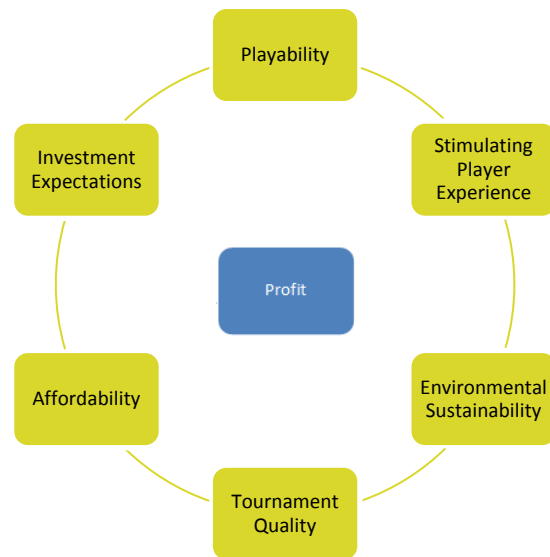 Playability
Stimulating
Player
Experience
Environmental
Sustainability
Tournament
Quality
Affordability
Investment
Expectations
Profit